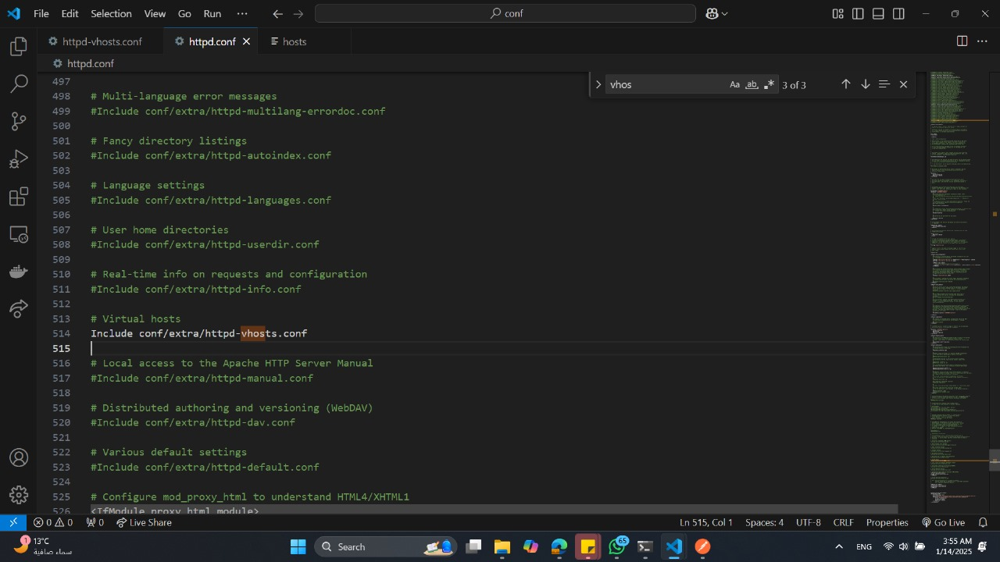 File Edit Selection View Go Run ···
conf
httpd-vhosts.conf
httpd.conf
hosts
httpd.conf
vhos
Aa ab 3 of 3
497
498 # Multi-language error messages
499 #Include conf/extra/httpd-multilang-errordoc.conf
500
501 # Fancy directory listings
502 #Include conf/extra/httpd-autoindex.conf
503
504 # Language settings
505 #Include conf/extra/httpd-languages.conf
506
507 # User home directories
508 #Include conf/extra/httpd-userdir.conf
509
510 # Real-time info on requests and configuration
511 #Include conf/extra/httpd-info.conf
512
513 # Virtual hosts
514 Include conf/extra/httpd-vhosts.conf
515
516 # Local access to the Apache HTTP Server Manual
517 #Include conf/extra/httpd-manual.conf
518
519 # Distributed authoring and versioning (WebDAV)
520 #Include conf/extra/httpd-dav.conf
521
522 # Various default settings
523 #Include conf/extra/httpd-default.conf
524
525 # Configure mod_proxy_html to understand HTML4/XHTML1
526 <IfModule proxy_html_module>
0 0 0 Live Share
Ln 515, Col 1 Spaces: 4 UTF-8 CRLF Properties Go Live
1
13°C
سماء صافية
Search
65
ENG
3:55 AM
1/14/2025